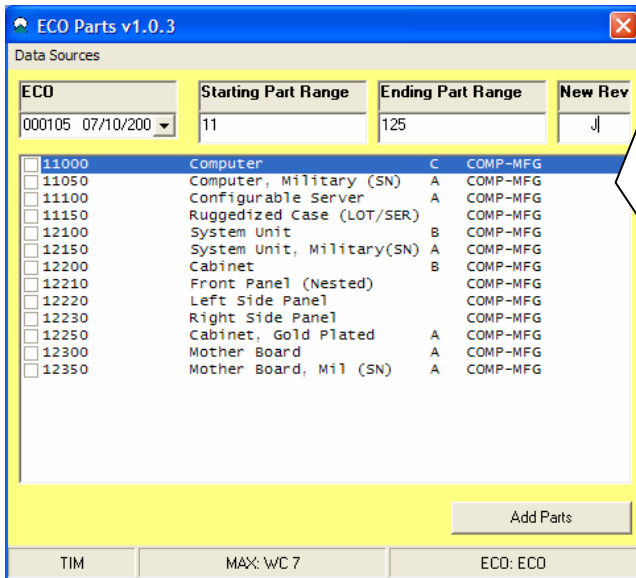 ECO Parts v1.0.3
Data Sources
ECO Starting Part Range Ending Part Range New Rev
000105 07/10/200 11 125 J
11000 Computer C COMP-MFG
11050 Computer, Military (SN) A COMP-MFG
11100 Configurable Server A COMP-MFG
11150 Ruggedized Case (LOT/SER) COMP-MFG
12100 System Unit B COMP-MFG
12150 System Unit, Military(SN) A COMP-MFG
12200 Cabinet B COMP-MFG
12210 Front Panel (Nested) COMP-MFG
12220 Left Side Panel COMP-MFG
12230 Right Side Panel COMP-MFG
12250 Cabinet, Gold Plated A COMP-MFG
12300 Mother Board A COMP-MFG
12350 Mother Board, Mil (SN) A COMP-MFG
Add Parts
TIM MAX: WC 7 ECO: ECO